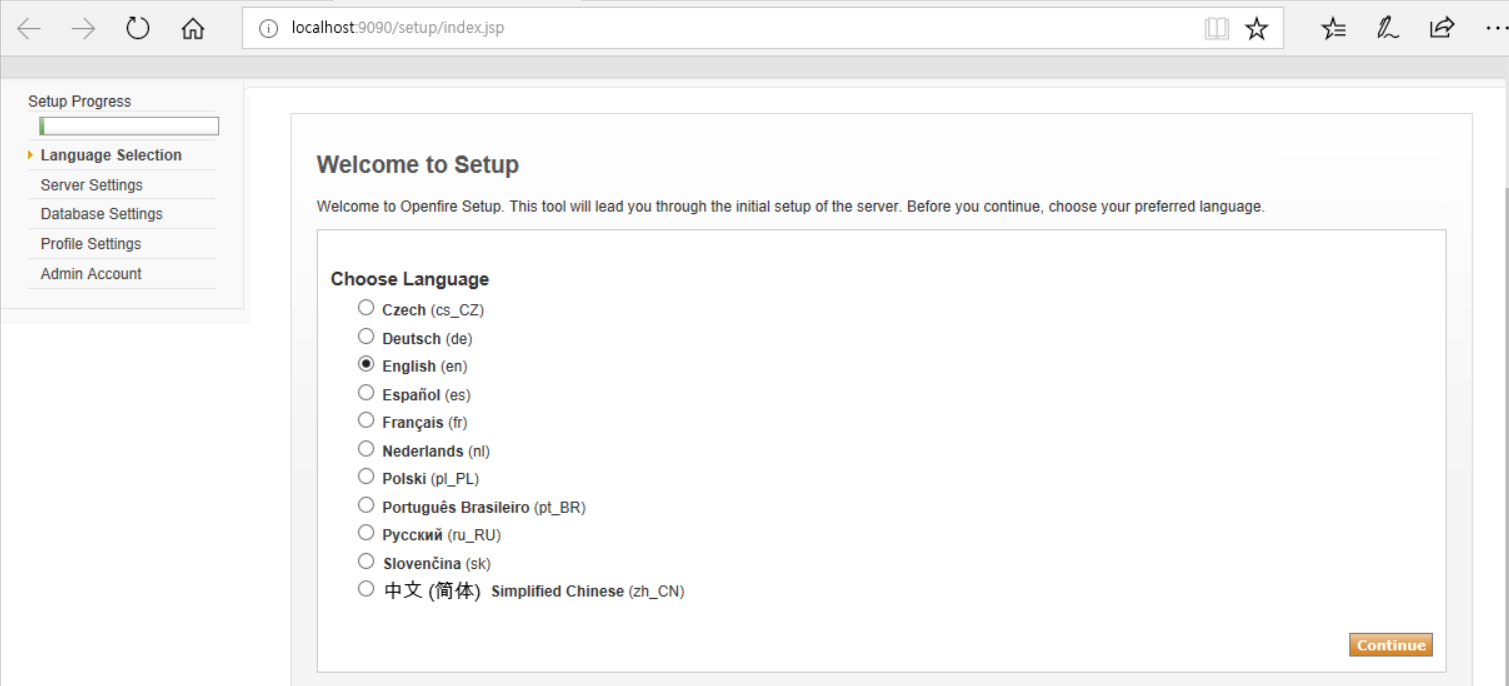 localhost:9090/setup/index.jsp
Setup Progress
Language Selection
Server Settings
Database Settings
Profile Settings
Admin Account
Welcome to Setup
Welcome to Openfire Setup. This tool will lead you through the initial setup of the server. Before you continue, choose your preferred language.
Choose Language
Czech (cs_CZ)
Deutsch (de)
English (en)
Español (es)
Français (fr)
Nederlands (nl)
Polski (pl_PL)
Português Brasileiro (pt_BR)
Русский (ru_RU)
Slovenčina (sk)
中文 (简体) Simplified Chinese (zh_CN)
Continue